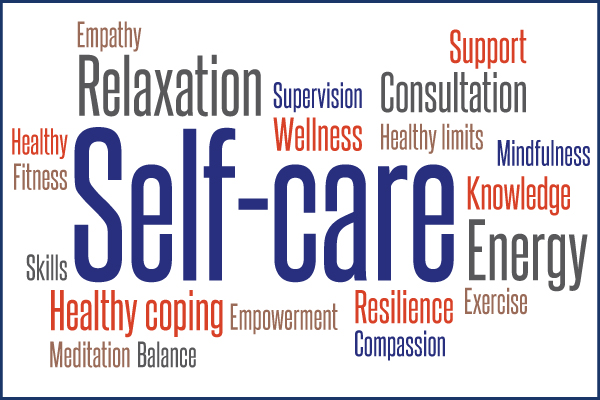 Empathy
Support
Relaxation
Supervision
Consultation
Healthy
Wellness
Healthy limits
Mindfulness
Fitness
Self-care
Knowledge
Skills
Energy
Healthy coping
Empowerment
Resilience
Exercise
Compassion
Meditation
Balance